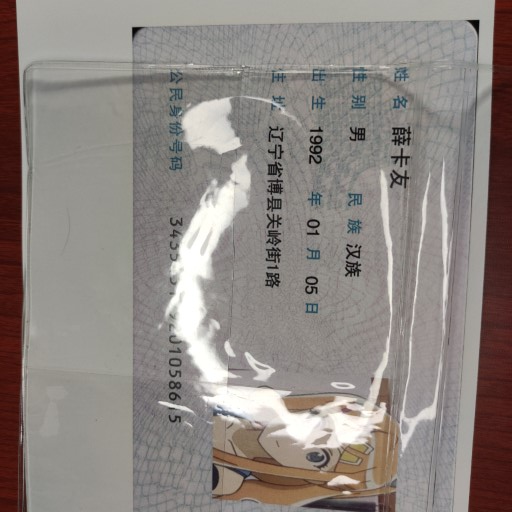 姓名 薛卡友
性别 男 民族 汉族
出生 1992 年 01 月 05 日
住址 辽宁省博县关岭街1路
公民身份号码